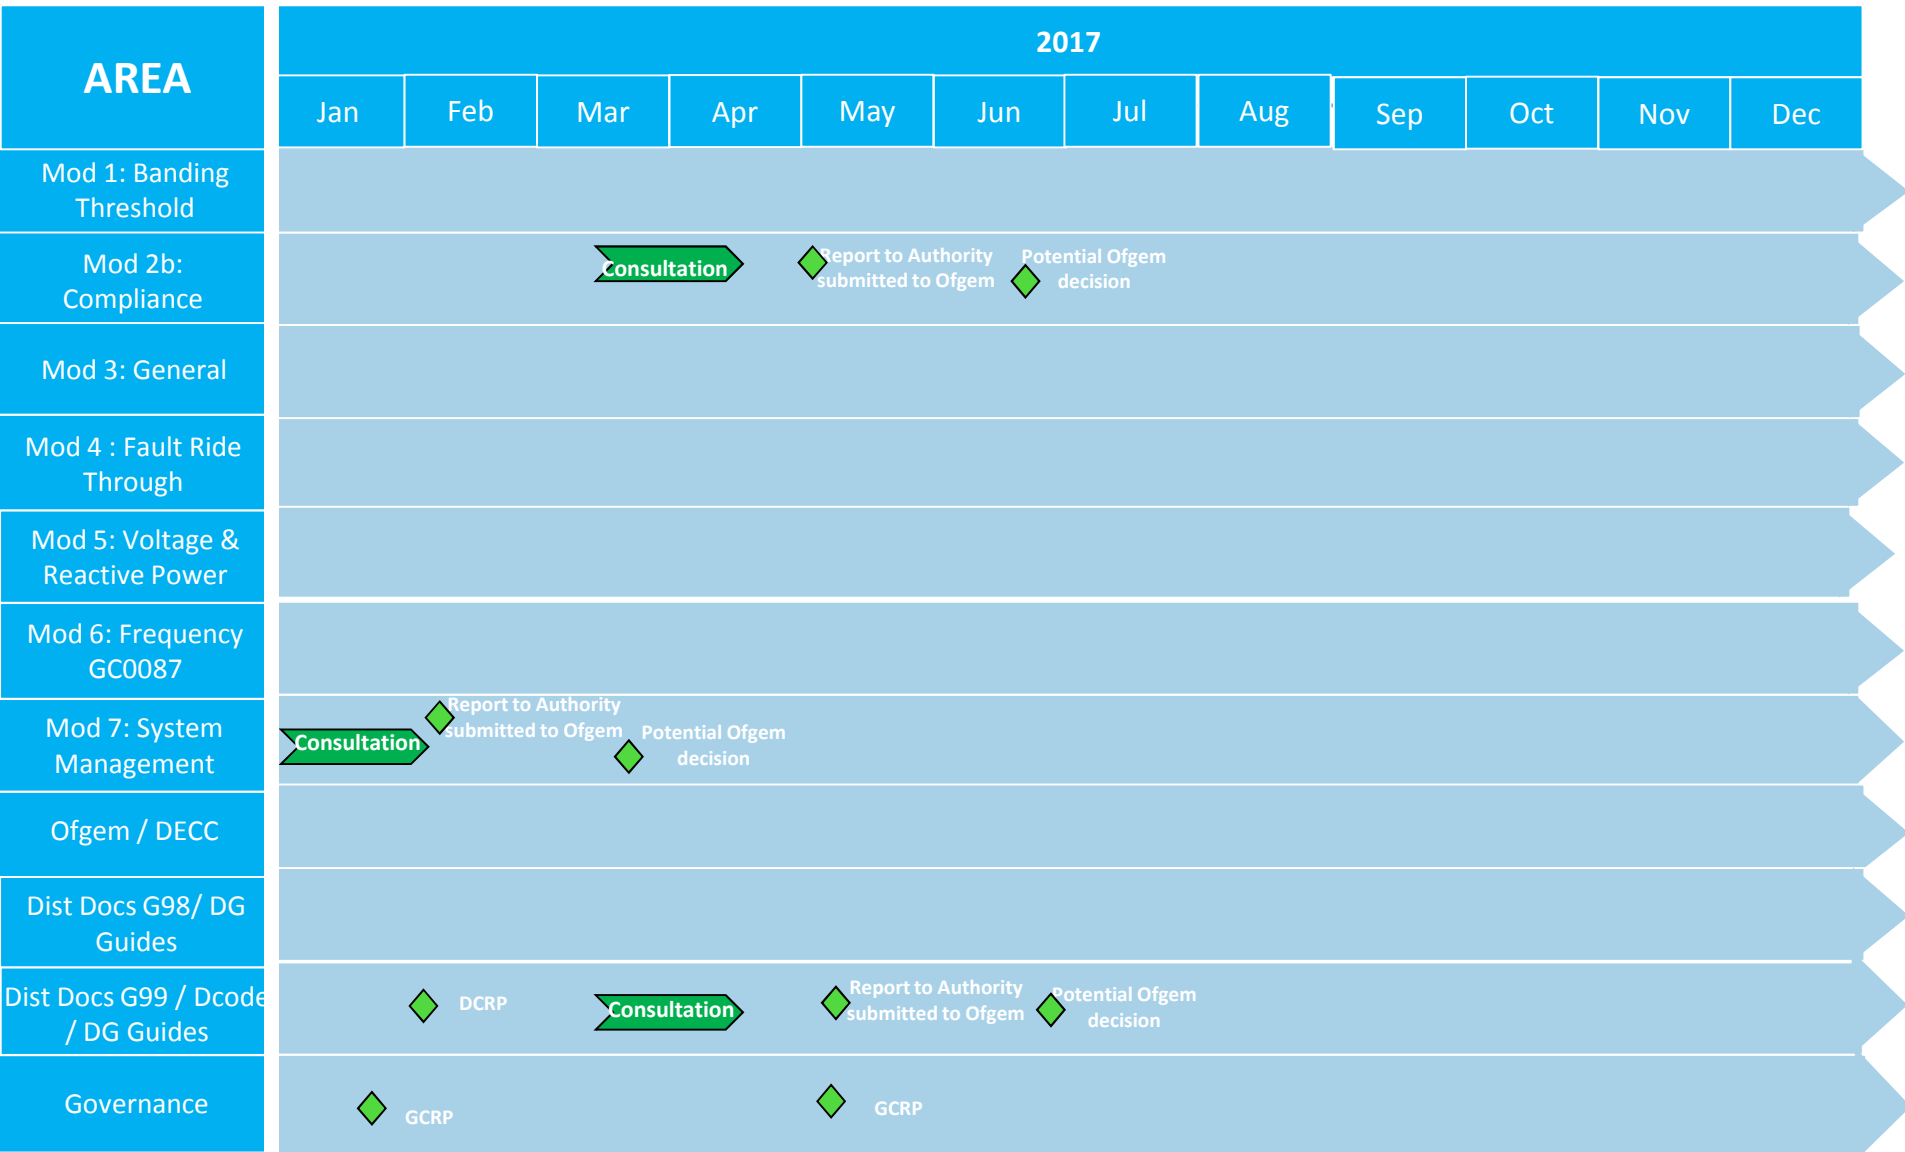 AREA
2017
Jan
Feb
Mar
Apr
May
Jun
Jul
Aug
Sep
Oct
Nov
Dec
Mod 1: Banding
Threshold
Mod 2b:
Compliance
Consultation
Report to Authority
submitted to Ofgem
Potential Ofgem
decision
Mod 3: General
Mod 4 : Fault Ride
Through
Mod 5: Voltage &
Reactive Power
Mod 6: Frequency
GC0087
Mod 7: System
Management
Consultation
Report to Authority
submitted to Ofgem
Potential Ofgem
decision
Ofgem / DECC
Dist Docs G98/ DG
Guides
Dist Docs G99 / Dcode
/ DG Guides
DCRP
Consultation
Report to Authority
submitted to Ofgem
Potential Ofgem
decision
Governance
GCRP
GCRP